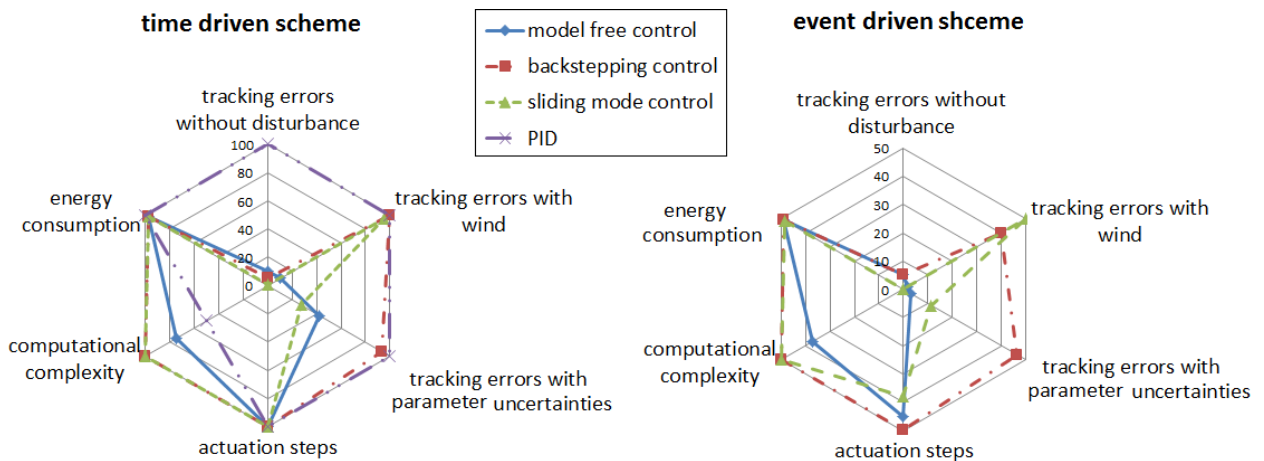 time driven scheme
event driven shceme
model free control
backstepping control
sliding mode control
PID
tracking errors
without disturbance
100
80
60
40
20
0
energy
consumption
tracking errors with
wind
computational
complexity
tracking errors with
parameter uncertainties
actuation steps
tracking errors without
disturbance
50
40
30
20
10
0
energy
consumption
tracking errors with
wind
computational
complexity
tracking errors with
parameter uncertainties
actuation steps